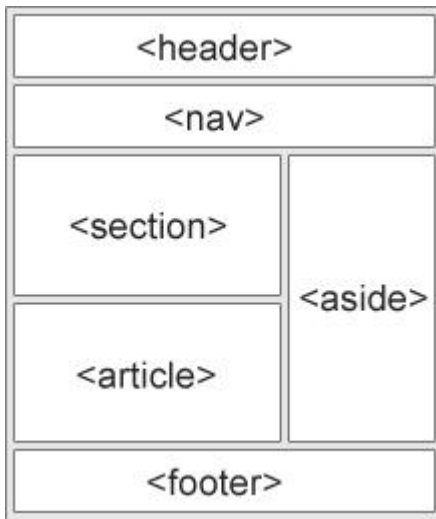 <header>
<nav>
<section>
<aside>
<article>
<footer>